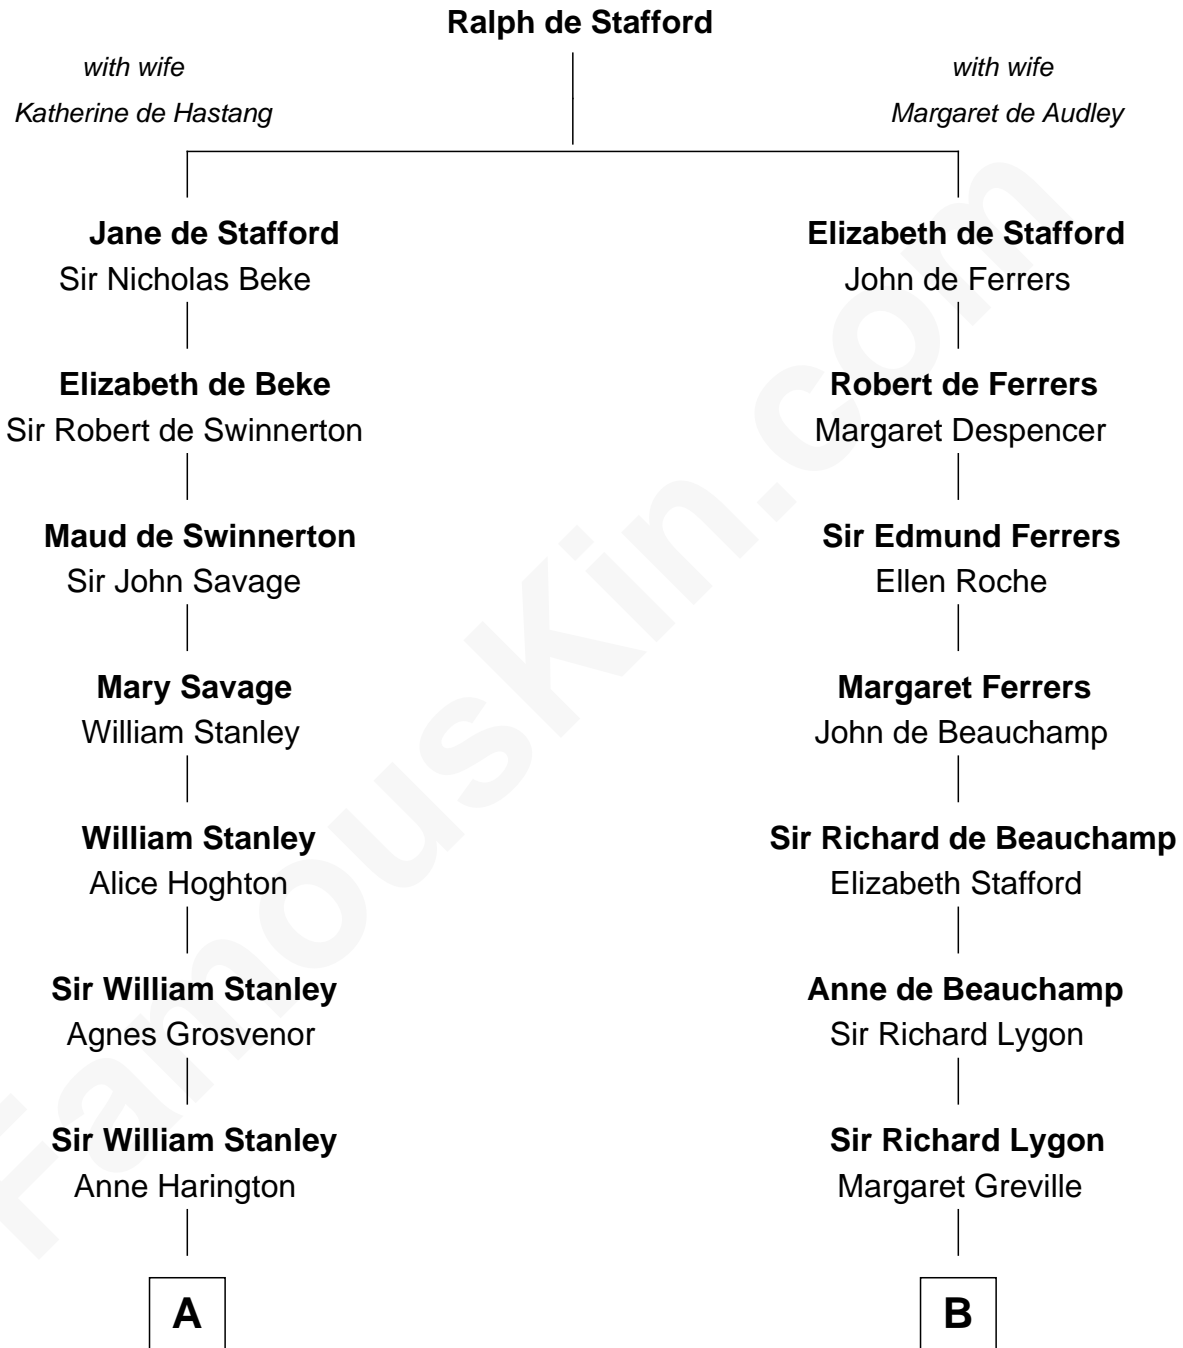 Ralph de Stafford
with wife
Katherine de Hastang
with wife
Margaret de Audley
Jane de Stafford
Sir Nicholas Beke
Elizabeth de Stafford
John de Ferrers
Elizabeth de Beke
Sir Robert de Swinnerton
Robert de Ferrers
Margaret Despencer
Maud de Swinnerton
Sir John Savage
Sir Edmund Ferrers
Ellen Roche
Mary Savage
William Stanley
Margaret Ferrers
John de Beauchamp
William Stanley
Alice Hoghton
Sir Richard de Beauchamp
Elizabeth Stafford
Sir William Stanley
Agnes Grosvenor
Anne de Beauchamp
Sir Richard Lygon
Sir William Stanley
Anne Harington
Sir Richard Lygon
Margaret Greville
A
B
FamousKin.com